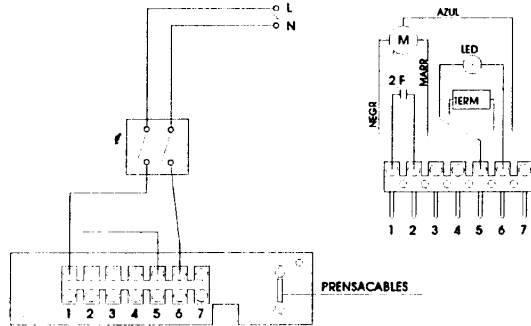 L
N
1 2 3 4 5 6 7
PRENSACABLES
AZUL
M
LED
2 F
MARR
NEGR
TERM
1 2 3 4 5 6 7